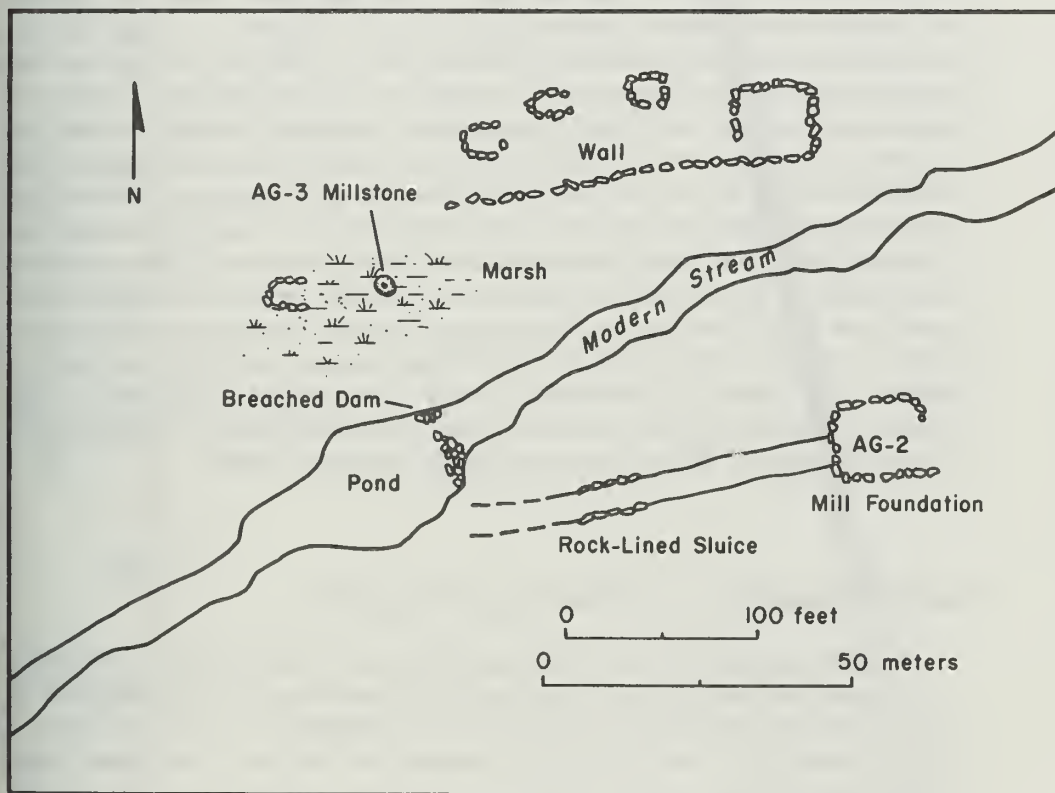 Wall
N
AG-3 Millstone
Marsh
Modern Stream
Breached Dam
Pond
AG-2
Mill Foundation
Rock-Lined Sluice
0 100 feet
0 50 meters